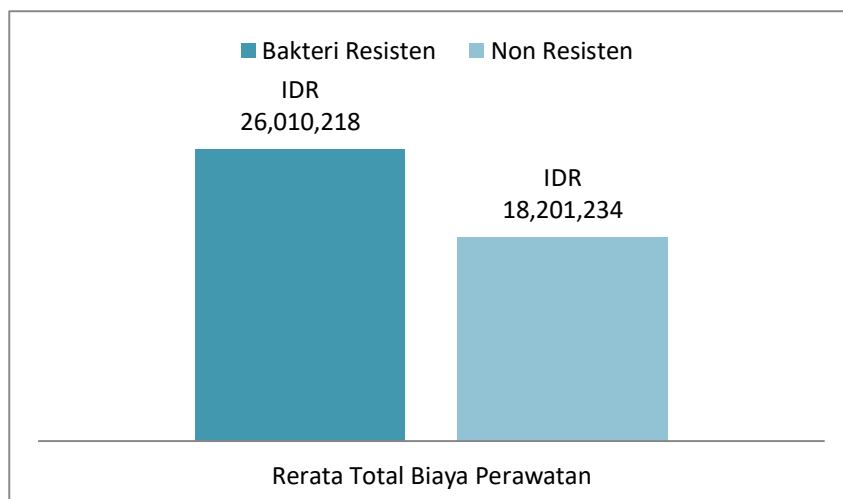 Bakteri Resisten Non Resisten
IDR
26,010,218
IDR
18,201,234
Rerata Total Biaya Perawatan